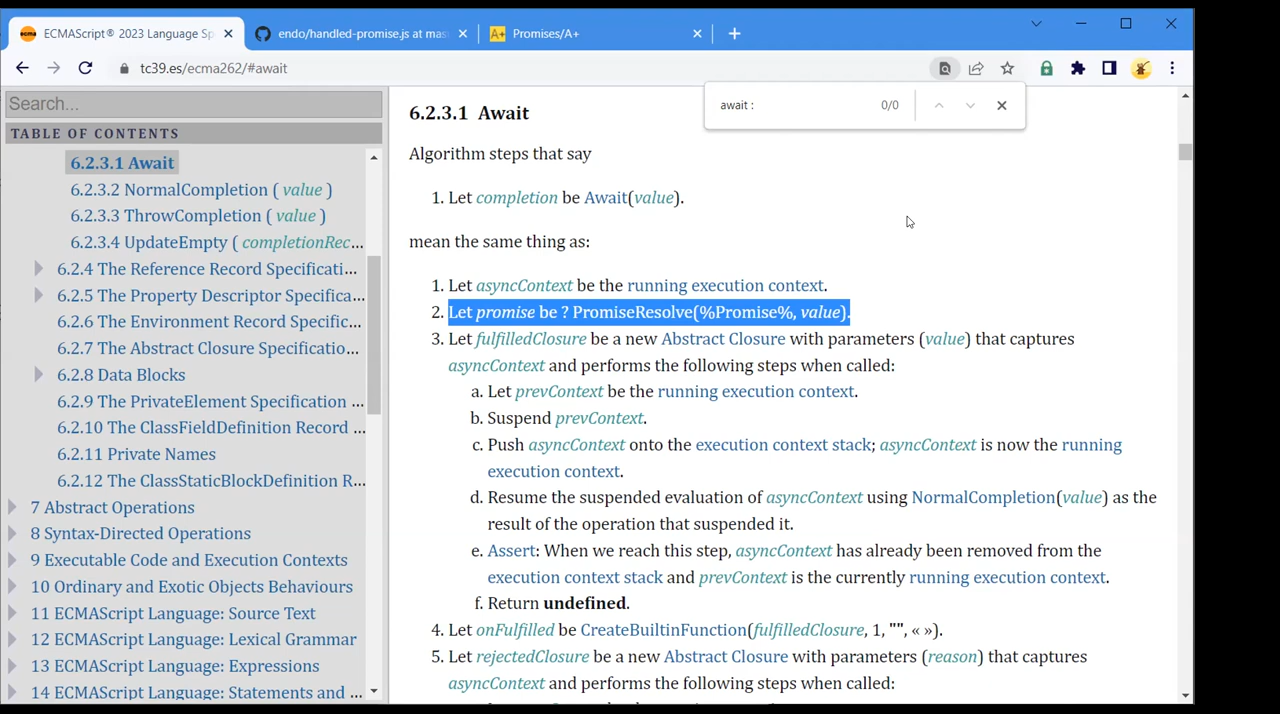 ECMAScript® 2023 Language Sp
endo/handled-promise.js at mas
Promises/A+
tc39.es/ecma262/#await
await :
0/0
Search...
TABLE OF CONTENTS
6.2.3.1 Await
6.2.3.2 NormalCompletion ( value )
6.2.3.3 ThrowCompletion ( value )
6.2.3.4 UpdateEmpty ( completionRec...
6.2.4 The Reference Record Specificati...
6.2.5 The Property Descriptor Specifica...
6.2.6 The Environment Record Specific...
6.2.7 The Abstract Closure Specificatio...
6.2.8 Data Blocks
6.2.9 The PrivateElement Specification ...
6.2.10 The ClassFieldDefinition Record ...
6.2.11 Private Names
6.2.12 The ClassStaticBlockDefinition R...
7 Abstract Operations
8 Syntax-Directed Operations
9 Executable Code and Execution Contexts
10 Ordinary and Exotic Objects Behaviours
11 ECMAScript Language: Source Text
12 ECMAScript Language: Lexical Grammar
13 ECMAScript Language: Expressions
14 ECMAScript Language: Statements and ...
6.2.3.1 Await
Algorithm steps that say
1. Let completion be Await(value).
mean the same thing as:
1. Let asyncContext be the running execution context.
2. Let promise be ? PromiseResolve(%Promise%, value).
3. Let fulfilledClosure be a new Abstract Closure with parameters (value) that captures
asyncContext and performs the following steps when called:
a. Let prevContext be the running execution context.
b. Suspend prevContext.
c. Push asyncContext onto the execution context stack; asyncContext is now the running
execution context.
d. Resume the suspended evaluation of asyncContext using NormalCompletion(value) as the
result of the operation that suspended it.
e. Assert: When we reach this step, asyncContext has already been removed from the
execution context stack and prevContext is the currently running execution context.
f. Return undefined.
4. Let onFulfilled be CreateBuiltinFunction(fulfilledClosure, 1, "", « »).
5. Let rejectedClosure be a new Abstract Closure with parameters (reason) that captures
asyncContext and performs the following steps when called: